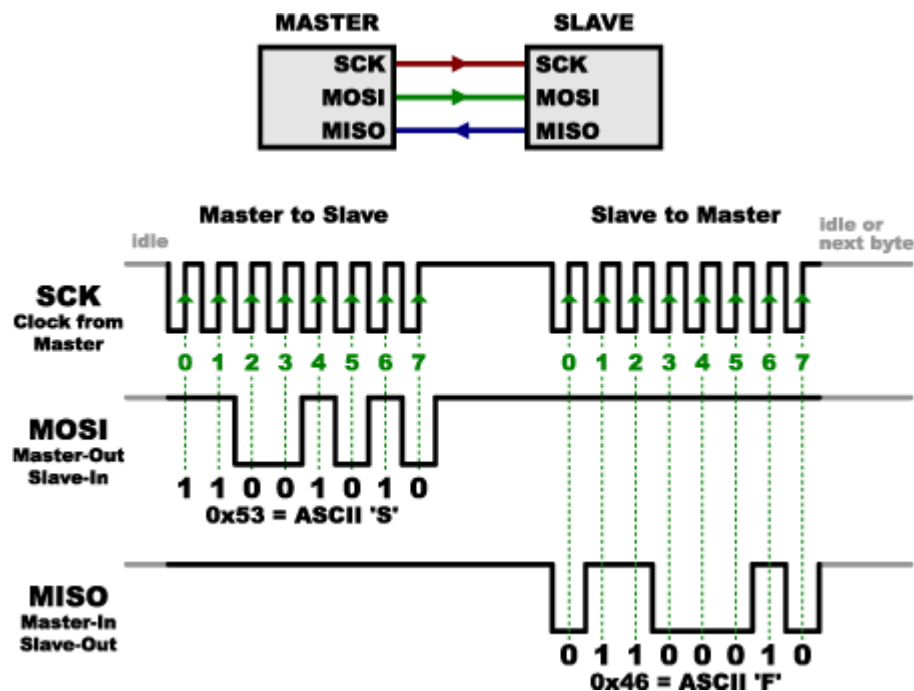 MASTER SLAVE
SCK SCK
MOSI MOSI
MISO MISO
Master to Slave Slave to Master
idle
idle or
next byte
SCK
Clock from
Master
0 1 2 3 4 5 6 7 0 1 2 3 4 5 6 7
MOSI
Master-Out
Slave-In
1 1 0 0 1 0 1 0
0x53 = ASCII 'S'
MISO
Master-In
Slave-Out
0 1 1 0 0 0 1 0
0x46 = ASCII 'F'